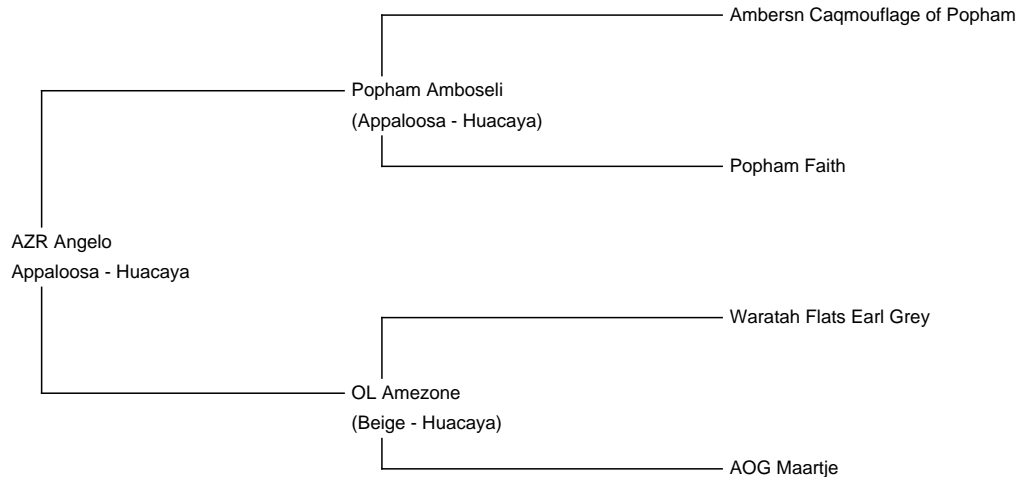 Ambersn Caqmouflage of Popham
Popham Amboseli
(Appaloosa - Huacaya)
Popham Faith
AZR Angelo
Appaloosa - Huacaya
Waratah Flats Earl Grey
OL Amezone
(Beige - Huacaya)
AOG Maartje